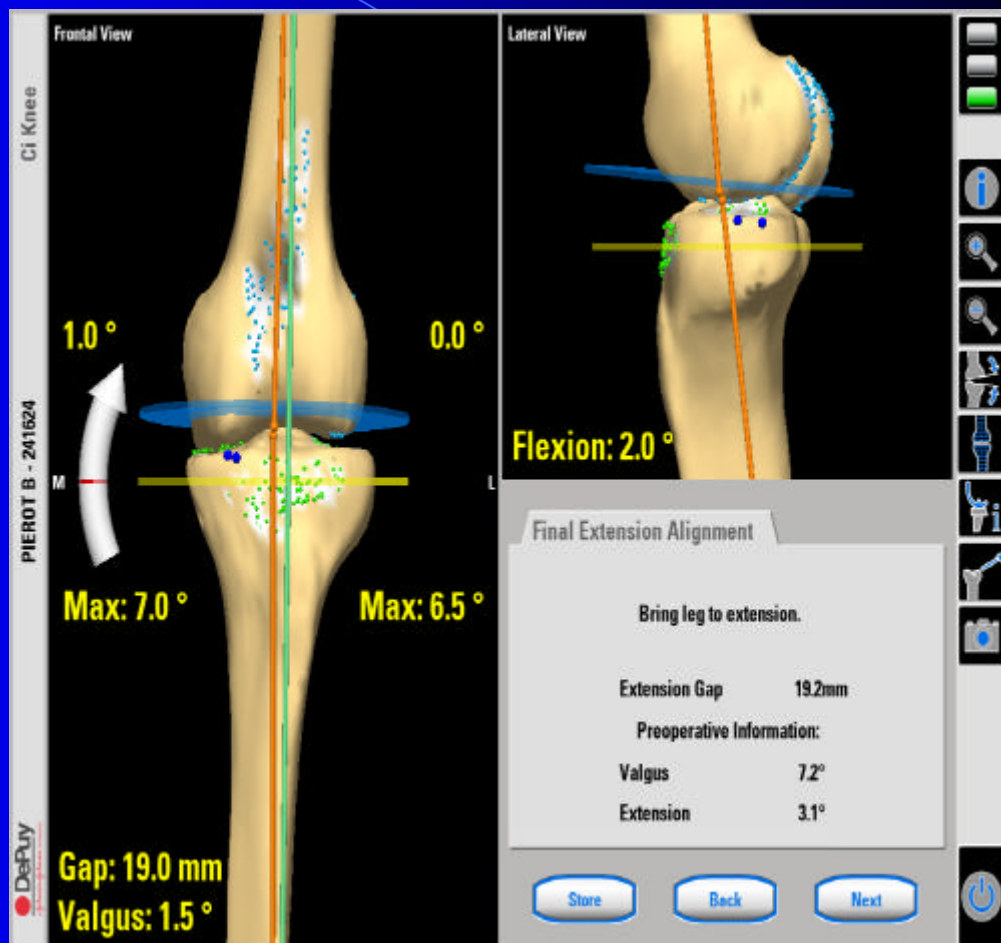 Ci Knee
PIEROT B - 241624
DePuy
Frontal View
1.0 °
0.0 °
M
L
Max: 7.0 °
Max: 6.5 °
Gap: 19.0 mm
Valgus: 1.5 °
Lateral View
Flexion: 2.0 °
Final Extension Alignment
Bring leg to extension.
Extension Gap 19.2mm
Preoperative Information:
Valgus 7.2°
Extension 3.1°
Store Back Next
i
i